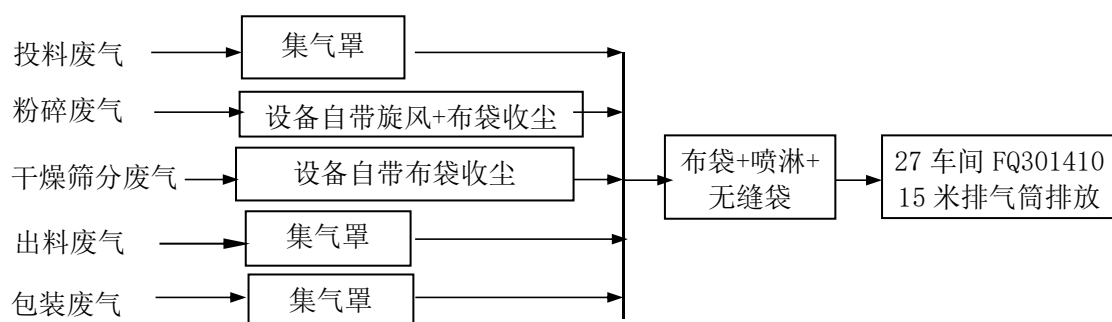 投料废气
集气罩
粉碎废气
设备自带旋风+布袋收尘
干燥筛分废气
设备自带布袋收尘
出料废气
集气罩
包装废气
集气罩
布袋+喷淋+
无缝袋
27 车间 FQ301410
15 米排气筒排放